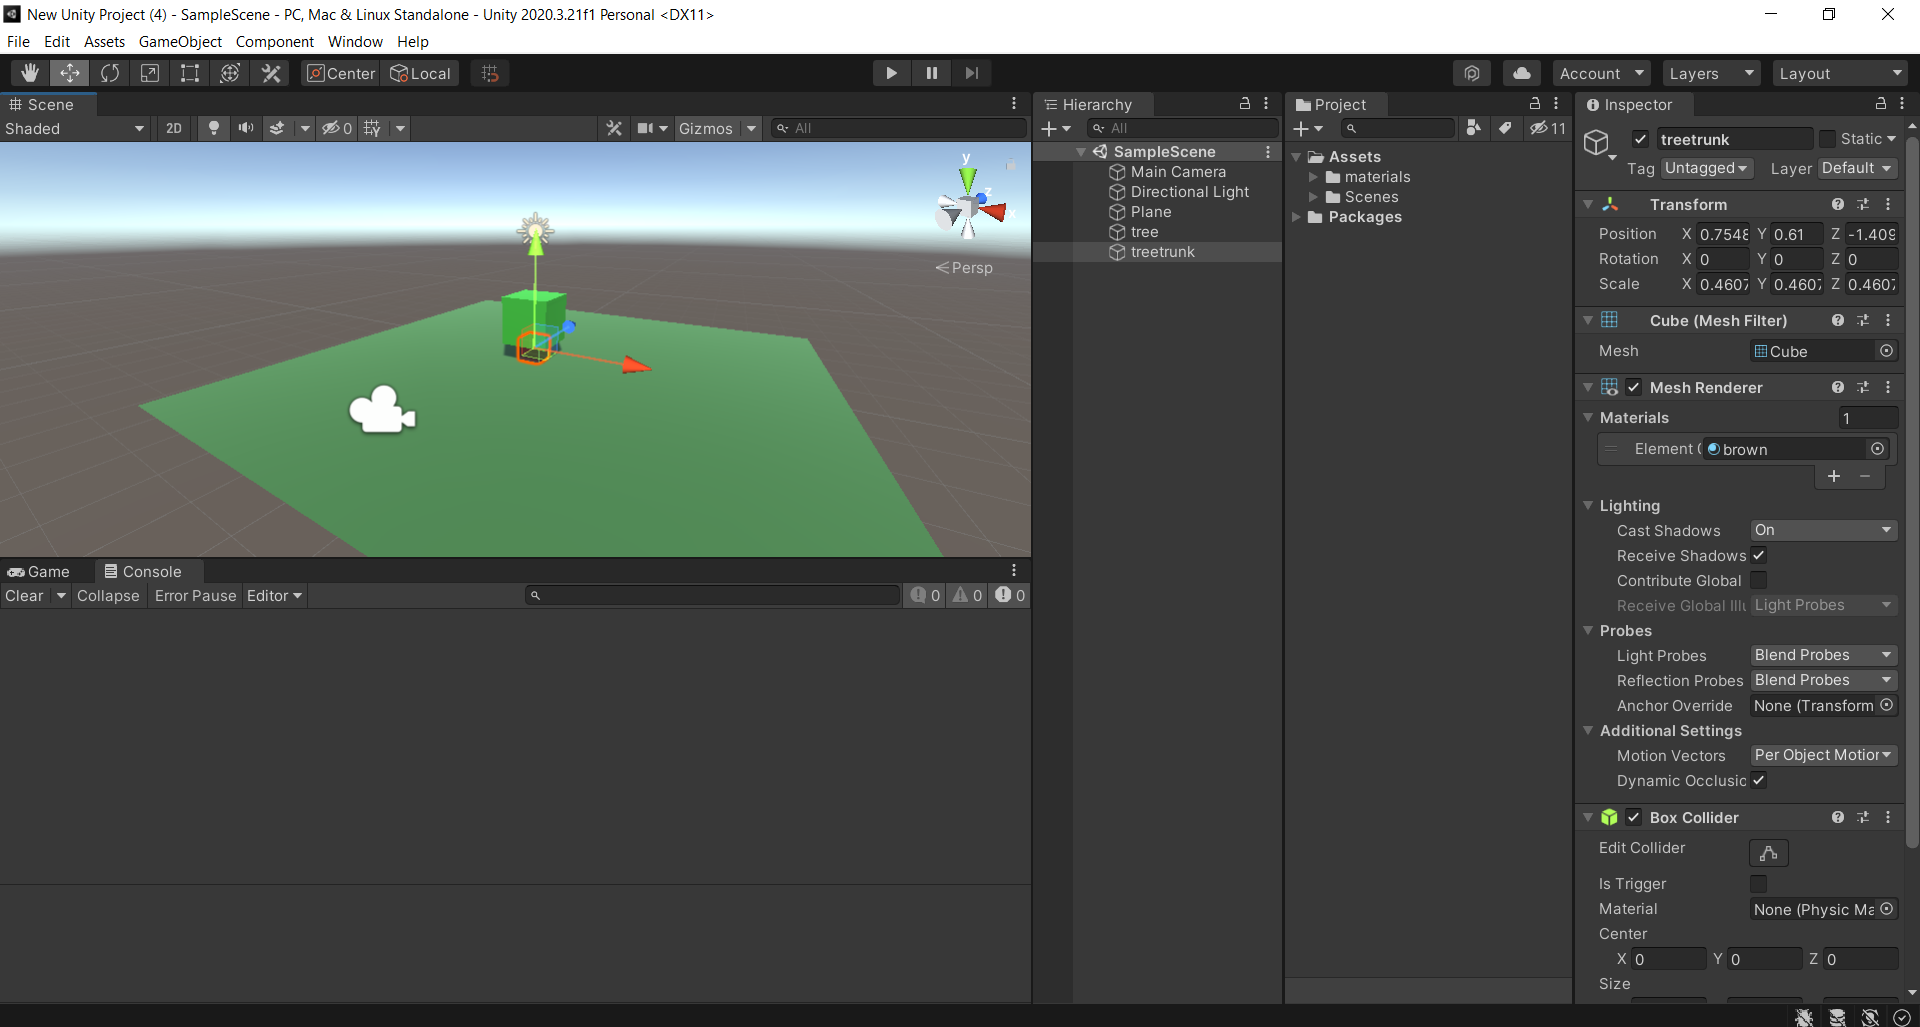 New Unity Project (4) - SampleScene - PC, Mac & Linux Standalone - Unity 2020.3.21f1 Personal <DX11>
File Edit Assets GameObject Component Window Help
Center Local Account Layers Layout
Scene
Shaded 2D 0 Gizmos All
y
z
x
Persp
Game Console
Clear Collapse Error Pause Editor 0 0 0
Hierarchy
All
SampleScene
Main Camera
Directional Light
Plane
tree
treetrunk
Project
11
Assets
materials
Scenes
Packages
Inspector
treetrunk Static
Tag Untagged Layer Default
Transform
Position X 0.7548 Y 0.61 Z -1.409
Rotation X 0 Y 0 Z 0
Scale X 0.4607 Y 0.4607 Z 0.4607
Cube (Mesh Filter)
Mesh Cube
Mesh Renderer
Materials 1
Element brown
Lighting
Cast Shadows On
Receive Shadows
Contribute Global
Receive Global Illu Light Probes
Probes
Light Probes Blend Probes
Reflection Probes Blend Probes
Anchor Override None (Transform
Additional Settings
Motion Vectors Per Object Motion
Dynamic Occlusic
Box Collider
Edit Collider
Is Trigger
Material None (Physic Ma
Center
X 0 Y 0 Z 0
Size